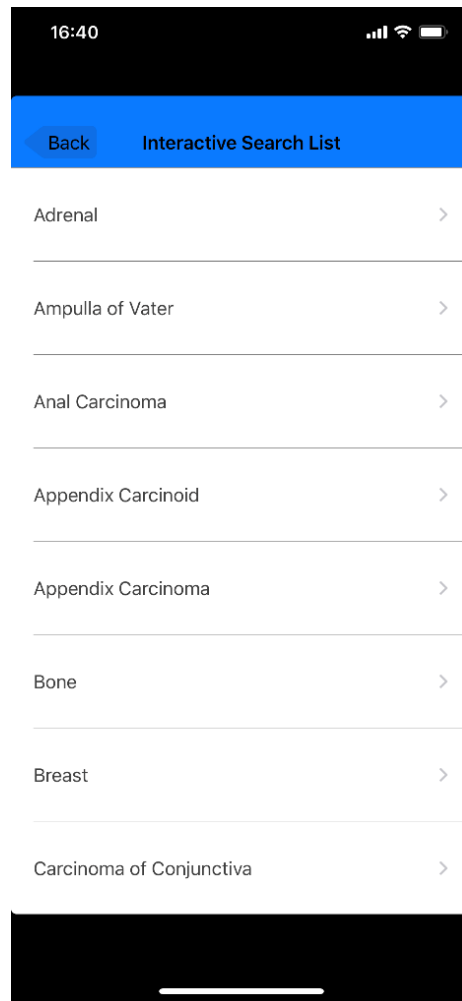 16:40
Back
Interactive Search List
Adrenal
Ampulla of Vater
Anal Carcinoma
Appendix Carcinoid
Appendix Carcinoma
Bone
Breast
Carcinoma of Conjunctiva